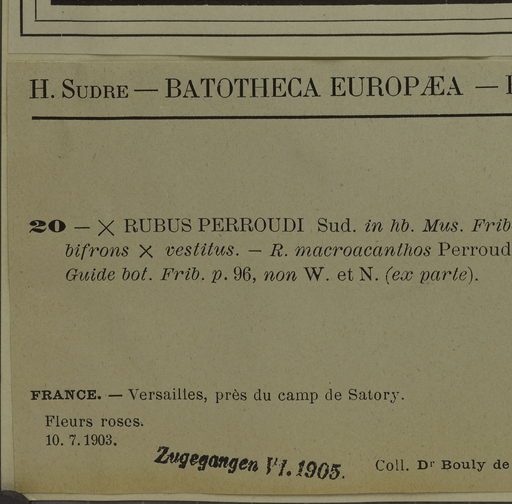 H. SUDRE — BATOTHECA EUROPÆA —
20 — × RUBUS PERROUDI Sud. in hb. Mus. Frib
bifrons × vestitus. — R. macroacanthos Perroud
Guide bot. Frib. p. 96, non W. et N. (ex parte).
FRANCE. — Versailles, près du camp de Satory.
Fleurs roses.
10. 7. 1903.
Zugegangen VI. 1905.
Coll. Dr Bouly de